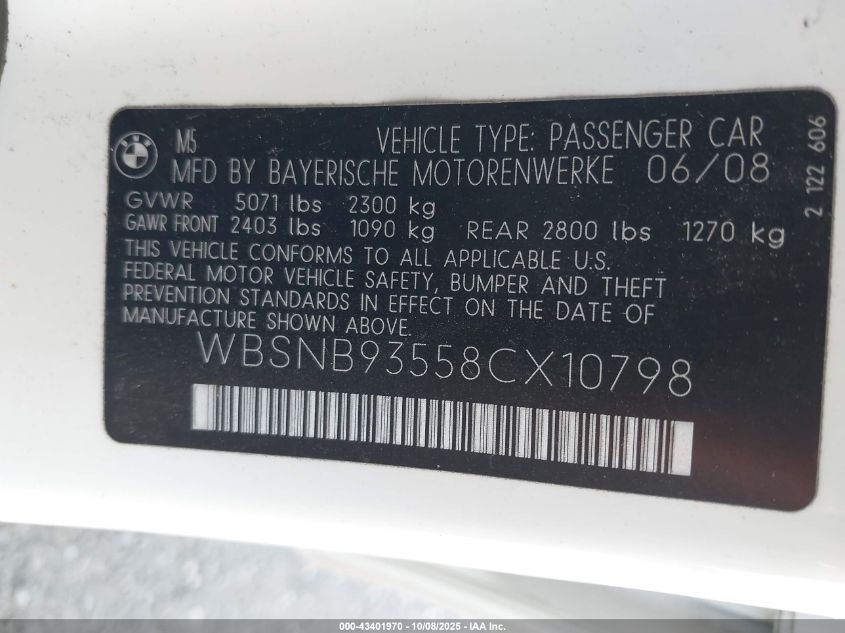 BMW
M5 VEHICLE TYPE: PASSENGER CAR
MFD BY BAYERISCHE MOTORENWERKE 06/08
GVWR 5071 lbs 2300 kg
GAWR FRONT 2403 lbs 1090 kg REAR 2800 lbs 1270 kg
THIS VEHICLE CONFORMS TO ALL APPLICABLE U.S.
FEDERAL MOTOR VEHICLE SAFETY, BUMPER AND THEFT
PREVENTION STANDARDS IN EFFECT ON THE DATE OF
MANUFACTURE SHOWN ABOVE.
WBSNB93558CX10798
2 122 606
000-43401970 - 10/08/2025 - IAA Inc.